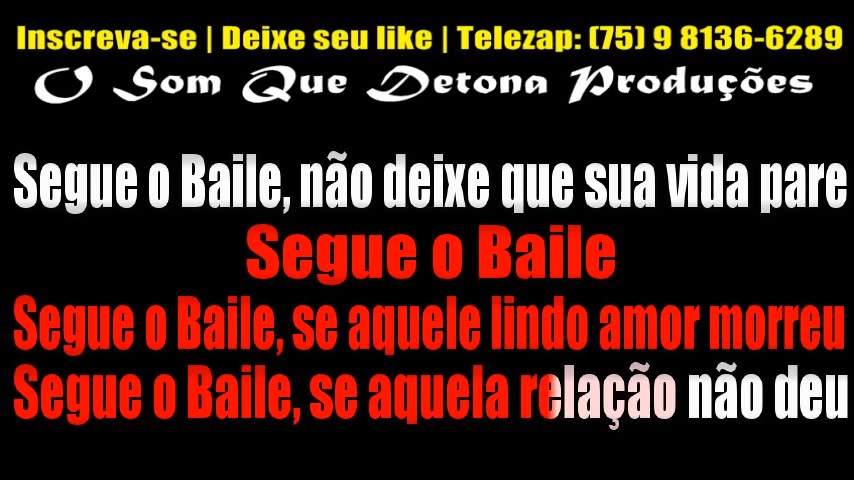 Inscreva-se | Deixe seu like | Telezap: (75) 9 8136-6289
O Som Que Detona Produções
Segue o Baile, não deixe que sua vida pare
Segue o Baile
Segue o Baile, se aquele lindo amor morreu
Segue o Baile, se aquela relação não deu